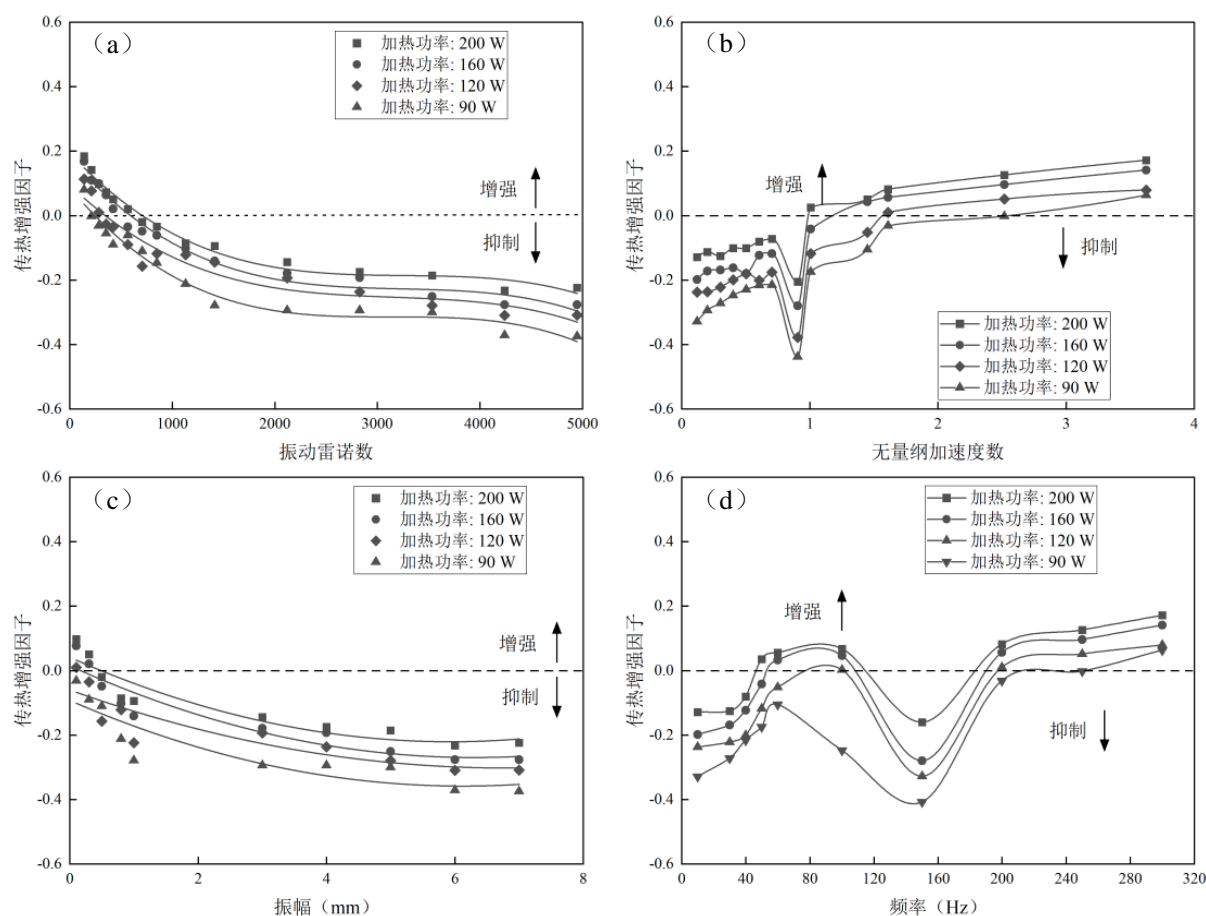 （a）
加热功率: 200 W
加热功率: 160 W
加热功率: 120 W
加热功率: 90 W
增强
抑制
0.6
0.4
0.2
0.0
-0.2
-0.4
-0.6
传热增强因子
0
1000
2000
3000
4000
5000
振动雷诺数
（b）
增强
抑制
加热功率: 200 W
加热功率: 160 W
加热功率: 120 W
加热功率: 90 W
0.6
0.4
0.2
0.0
-0.2
-0.4
-0.6
传热增强因子
0
1
2
3
4
无量纲加速度数
（c）
加热功率: 200 W
加热功率: 160 W
加热功率: 120 W
加热功率: 90 W
增强
抑制
0.6
0.4
0.2
0.0
-0.2
-0.4
-0.6
传热增强因子
0
2
4
6
8
振幅（mm）
（d）
加热功率: 200 W
加热功率: 160 W
加热功率: 120 W
加热功率: 90 W
增强
抑制
0.6
0.4
0.2
0.0
-0.2
-0.4
-0.6
传热增强因子
0
40
80
120
160
200
240
280
320
频率（Hz）